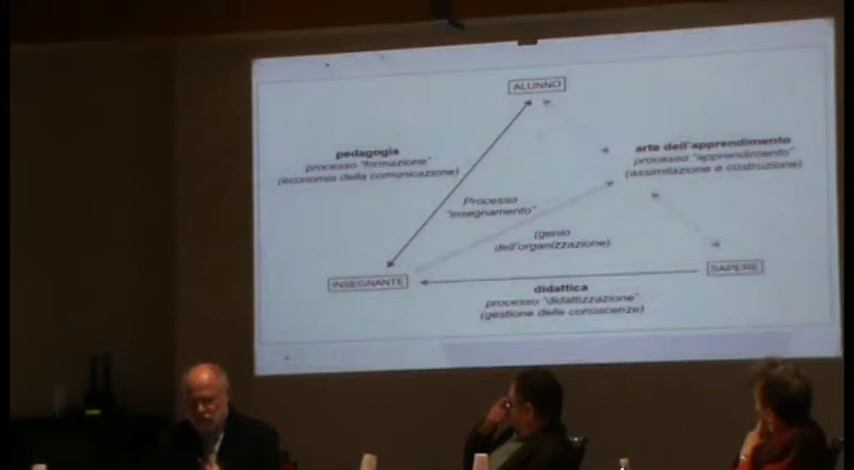 ALUNNO
pedagogia
processo "formazione"
(economia della comunicazione)
arte dell'apprendimento
processo "apprendimento"
(assimilazione e costruzione)
Processo
"insegnamento"
(genio
dell'organizzazione)
INSEGNANTE
SAPERE
didattica
processo "didattizzazione"
(gestione delle conoscenze)